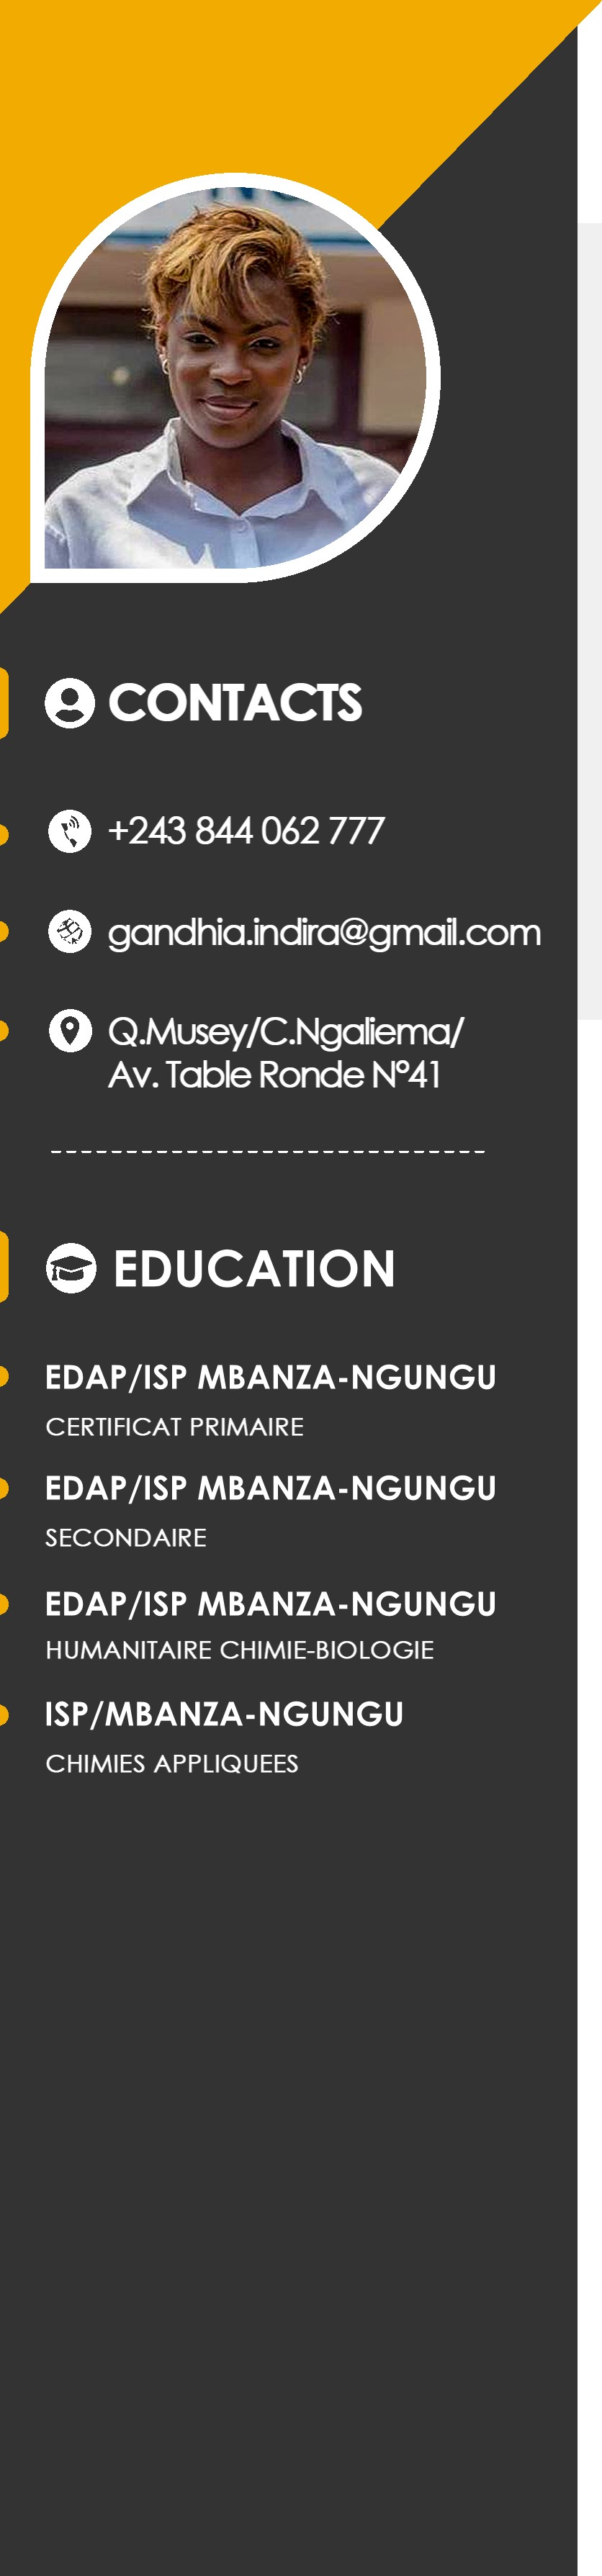 CONTACTS
+243 844 062 777
gandhia.indira@gmail.com
Q.Musey/C.Ngaliema/
Av. Table Ronde N°41
EDUCATION
EDAP/ISP MBANZA-NGUNGU
CERTIFICAT PRIMAIRE
EDAP/ISP MBANZA-NGUNGU
SECONDAIRE
EDAP/ISP MBANZA-NGUNGU
HUMANITAIRE CHIMIE-BIOLOGIE
ISP/MBANZA-NGUNGU
CHIMIES APPLIQUEES